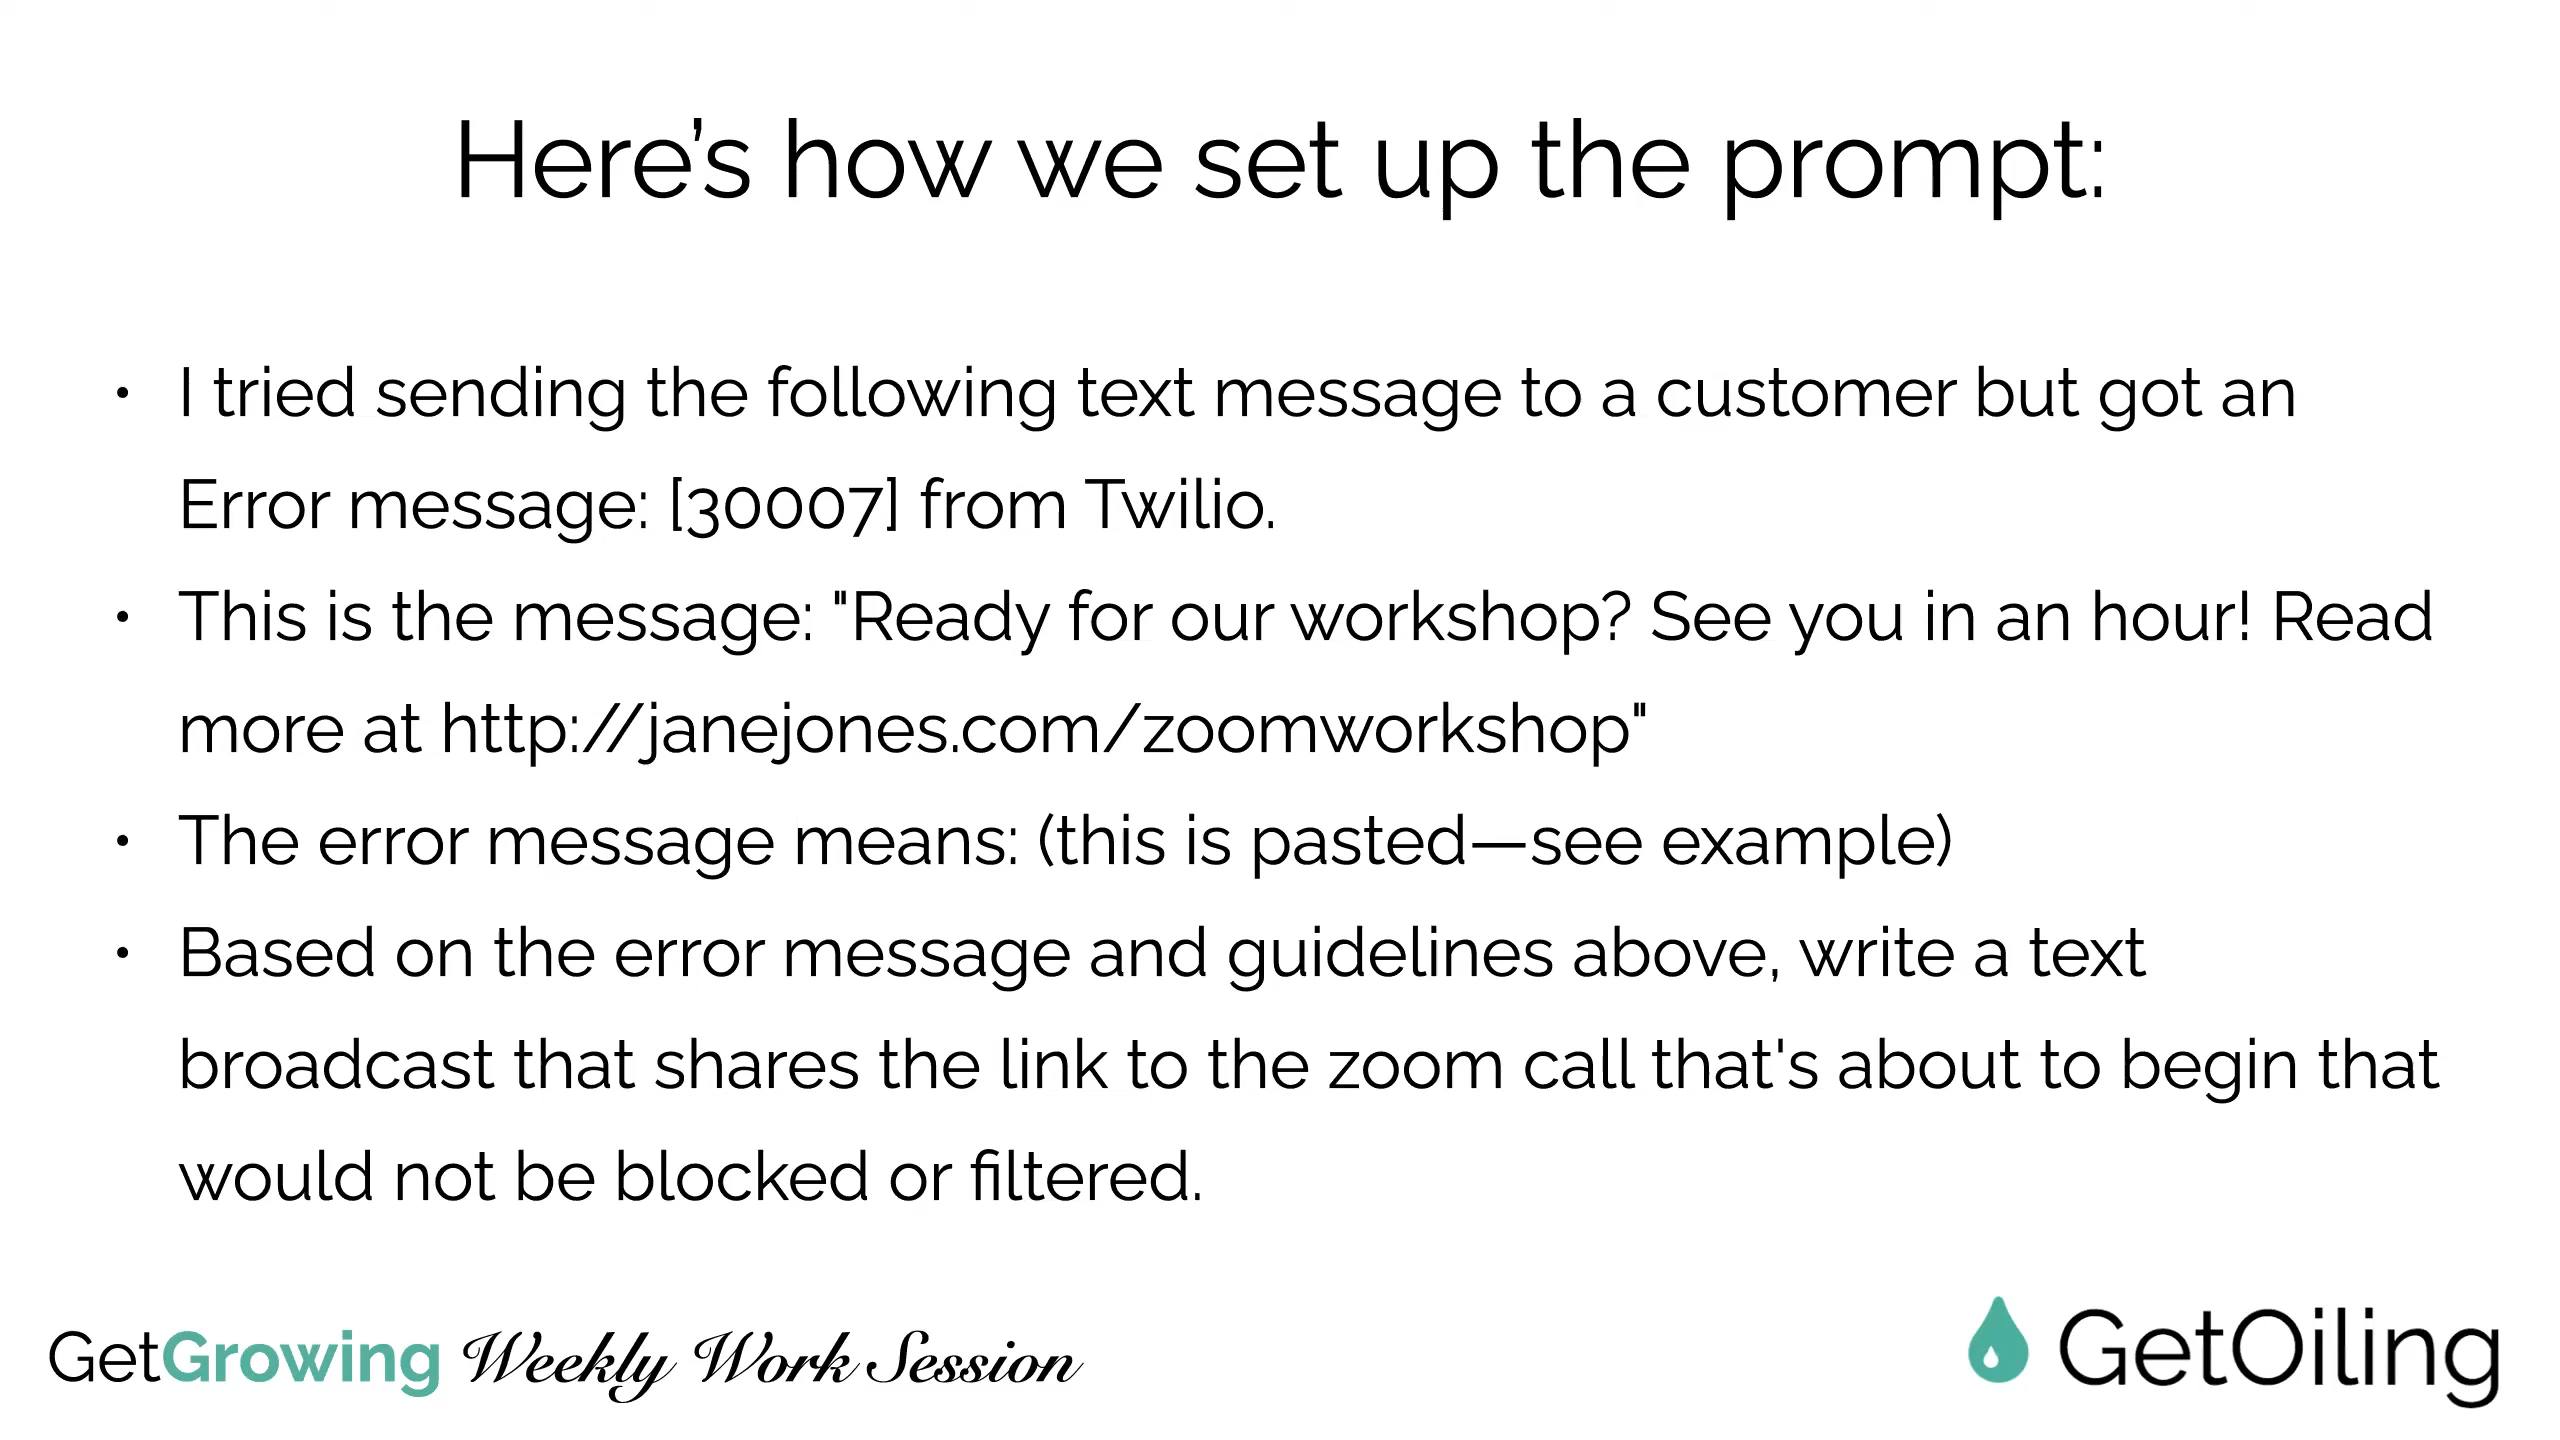 Here’s how we set up the prompt:
• I tried sending the following text message to a customer but got an
Error message: [30007] from Twilio.
• This is the message: "Ready for our workshop? See you in an hour! Read
more at http://janejones.com/zoomworkshop"
• The error message means: (this is pasted—see example)
• Based on the error message and guidelines above, write a text
broadcast that shares the link to the zoom call that's about to begin that
would not be blocked or filtered.
GetGrowing Weekly Work Session
GetOiling